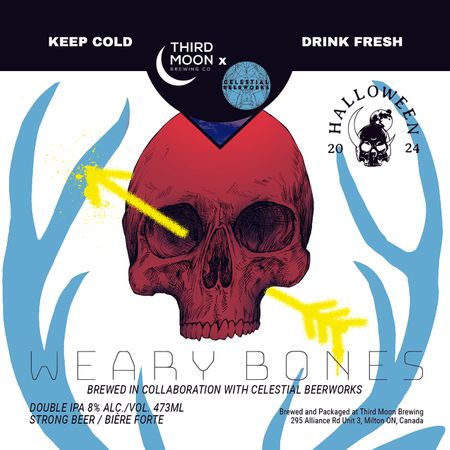 KEEP COLD
THIRD
MOON x
BREWING CO.
CELESTIAL
BEERWORKS
DRINK FRESH
HALLOWEEN
20 24
WEARY BONES
BREWED IN COLLABORATION WITH CELESTIAL BEERWORKS
DOUBLE IPA 8% ALC./VOL. 473ML
STRONG BEER / BIÈRE FORTE
Brewed and Packaged at Third Moon Brewing
295 Alliance Rd Unit 3, Milton ON, Canada